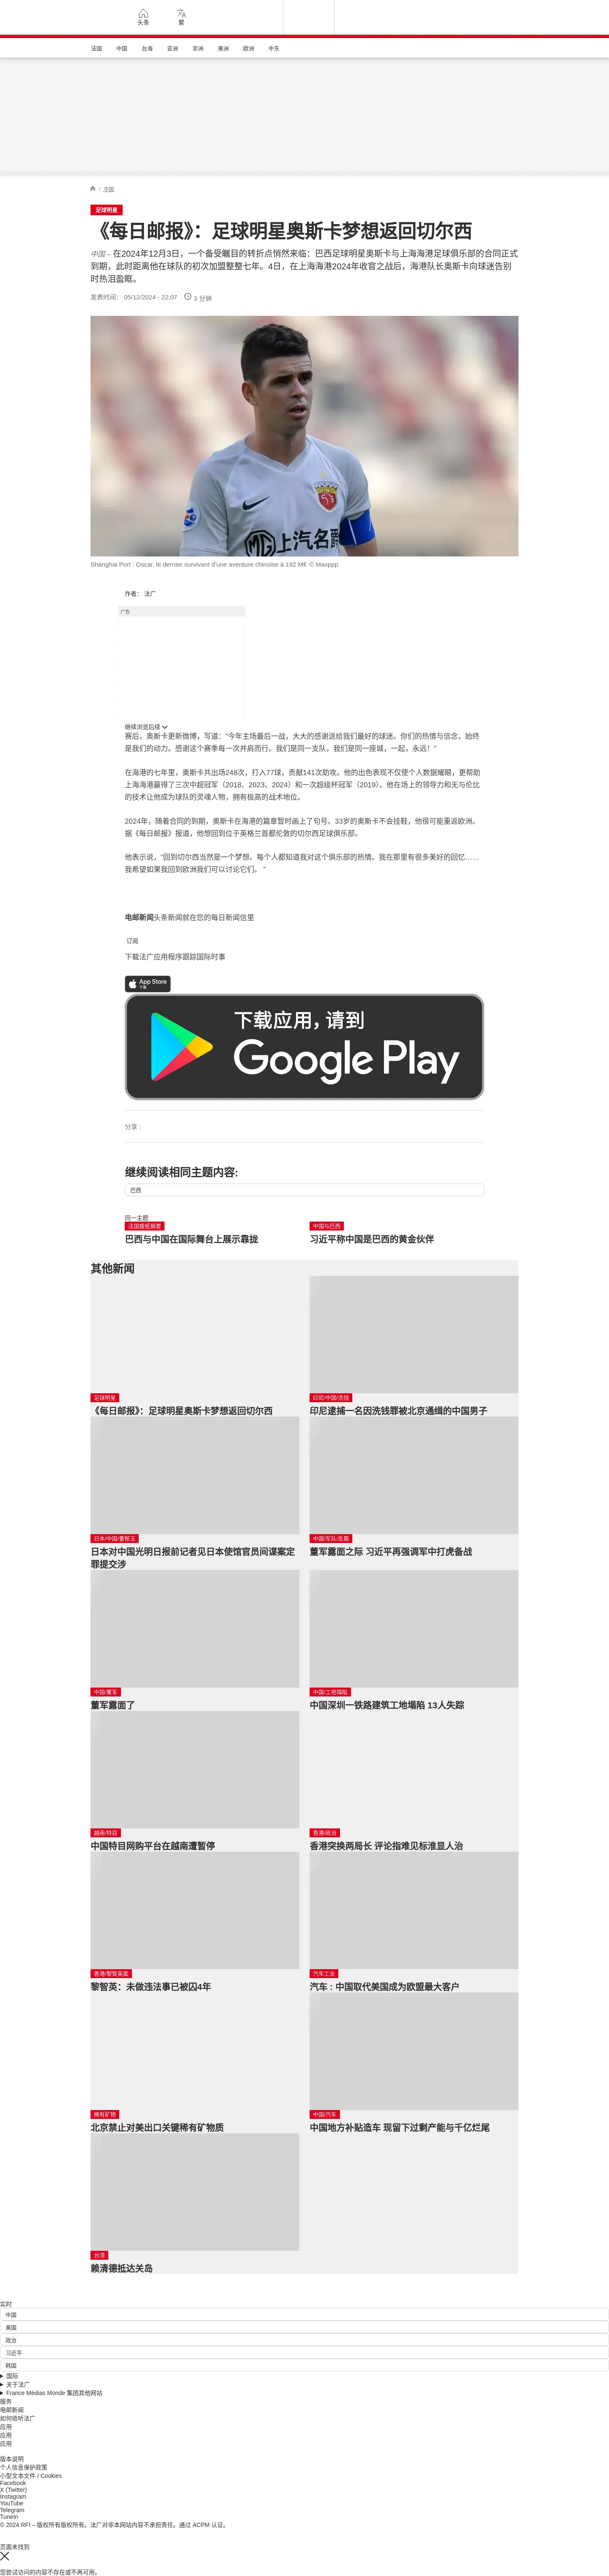 头条
繁
法国
中国
台海
亚洲
非洲
美洲
欧洲
中东
/ 中国
足球明星
《每日邮报》：足球明星奥斯卡梦想返回切尔西
中国 – 在2024年12月3日，一个备受瞩目的转折点悄然来临：巴西足球明星奥斯卡与上海海港足球俱乐部的合同正式
到期，此时距离他在球队的初次加盟整整七年。4日，在上海海港2024年收官之战后，海港队长奥斯卡向球迷告别
时热泪盈眶。
发表时间： 05/12/2024 - 22:07
3 分钟
上汽名爵
Shanghai Port : Oscar, le dernier survivant d'une aventure chinoise à 192 M€ © Maxppp
作者： 法广
广告
继续浏览后续
赛后，奥斯卡更新微博，写道："今年主场最后一战，大大的感谢送给我们最好的球迷。你们的热情与信念，始终
是我们的动力。感谢这个赛季每一次并肩而行。我们是同一支队，我们是同一座城，一起，永远！"
在海港的七年里，奥斯卡共出场248次，打入77球，贡献141次助攻。他的出色表现不仅使个人数据耀眼，更帮助
上海海港赢得了三次中超冠军（2018、2023、2024）和一次超级杯冠军（2019）。他在场上的领导力和无与伦比
的技术让他成为球队的灵魂人物，拥有极高的战术地位。
2024年，随着合同的到期，奥斯卡在海港的篇章暂时画上了句号。33岁的奥斯卡不会挂鞋，他很可能重返欧洲。
据《每日邮报》报道，他想回到位于英格兰首都伦敦的切尔西足球俱乐部。
他表示说，"回到切尔西当然是一个梦想。每个人都知道我对这个俱乐部的热情。我在那里有很多美好的回忆……
我希望如果我回到欧洲我们可以讨论它们。 "
电邮新闻头条新闻就在您的每日新闻信里
订阅
下载法广应用程序跟踪国际时事
App Store
下载
下载应用，请到
Google Play
分享 :
继续阅读相同主题内容:
巴西
同一主题
法国报纸摘要
巴西与中国在国际舞台上展示靠拢
中国与巴西
习近平称中国是巴西的黄金伙伴
其他新闻
足球明星
《每日邮报》：足球明星奥斯卡梦想返回切尔西
印尼/中国/洗钱
印尼逮捕一名因洗钱罪被北京通缉的中国男子
日本/中国/董郁玉
日本对中国光明日报前记者见日本使馆官员间谍案定
罪提交涉
中国/军队/反腐
董军露面之际 习近平再强调军中打虎备战
中国/董军
董军露面了
中国/工地塌陷
中国深圳一铁路建筑工地塌陷 13人失踪
越南/特目
中国特目网购平台在越南遭暂停
香港/政治
香港突换两局长 评论指难见标淮显人治
香港/黎智英案
黎智英：未做违法事已被囚4年
汽车工业
汽车：中国取代美国成为欧盟最大客户
稀有矿物
北京禁止对美出口关键稀有矿物质
中国/汽车
中国地方补贴造车 现留下过剩产能与千亿烂尾
台湾
赖清德抵达关岛
实时
中国
美国
政治
习近平
韩国
国际
关于法广
France Médias Monde 集团其他网站
服务
电邮新闻
如何收听法广
应用
应用
应用
版本说明
个人信息保护政策
小型文本文件 / Cookies
Facebook
X (Twitter)
Instagram
YouTube
Telegram
TuneIn
© 2024 RFI – 版权所有版权所有。法广对非本网站内容不承担责任。通过 ACPM 认证。
页面未找到
您尝试访问的内容不存在或不再可用。